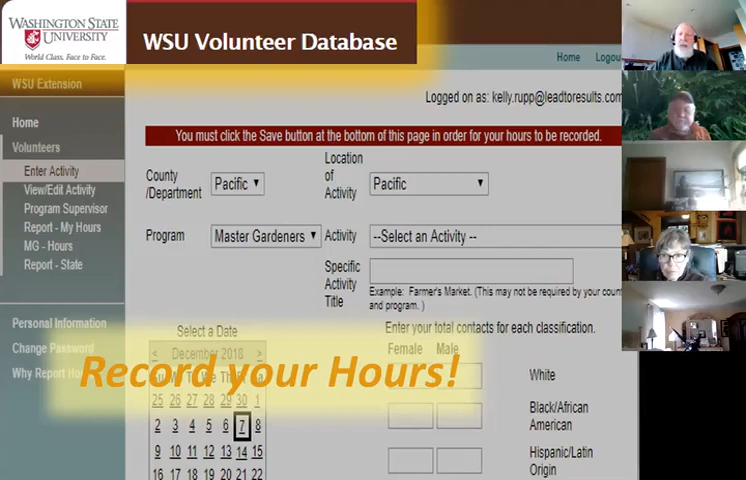 WASHINGTON STATE
UNIVERSITY
World Class. Face to Face.
WSU Volunteer Database
WSU Extension
Home
Logou
Logged on as: kelly.rupp@leadtoresults.com
Home
Volunteers
Enter Activity
View/Edit Activity
Program Supervisor
Report - My Hours
MG - Hours
Report - State
Personal Information
Change Password
Why Report Ho
You must click the Save button at the bottom of this page in order for your hours to be recorded.
County
/Department
Pacific
Location
of
Activity
Pacific
Program
Master Gardeners
Activity
--Select an Activity --
Specific
Activity
Title
Example: Farmer's Market. (This may not be required by your coun
and program. )
Select a Date
Enter your total contacts for each classification.
< December 2018 >
Female Male
Record your Hours!
25 26 27 28 29 30 1
2 3 4 5 6 7 8
9 10 11 12 13 14 15
16 17 18 19 20 21 22
White
Black/African
American
Hispanic/Latin
Origin